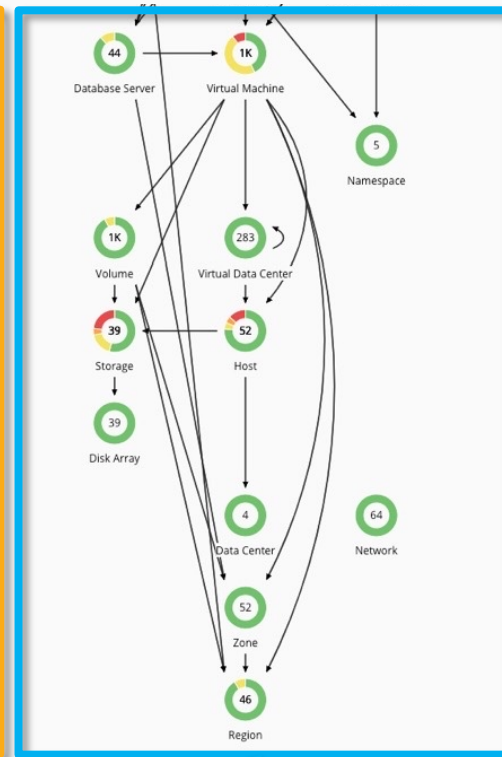 44
1K
Database Server
Virtual Machine
5
Namespace
1K
283
Volume
Virtual Data Center
39
52
Storage
Host
39
Disk Array
4
64
Data Center
Network
52
Zone
46
Region